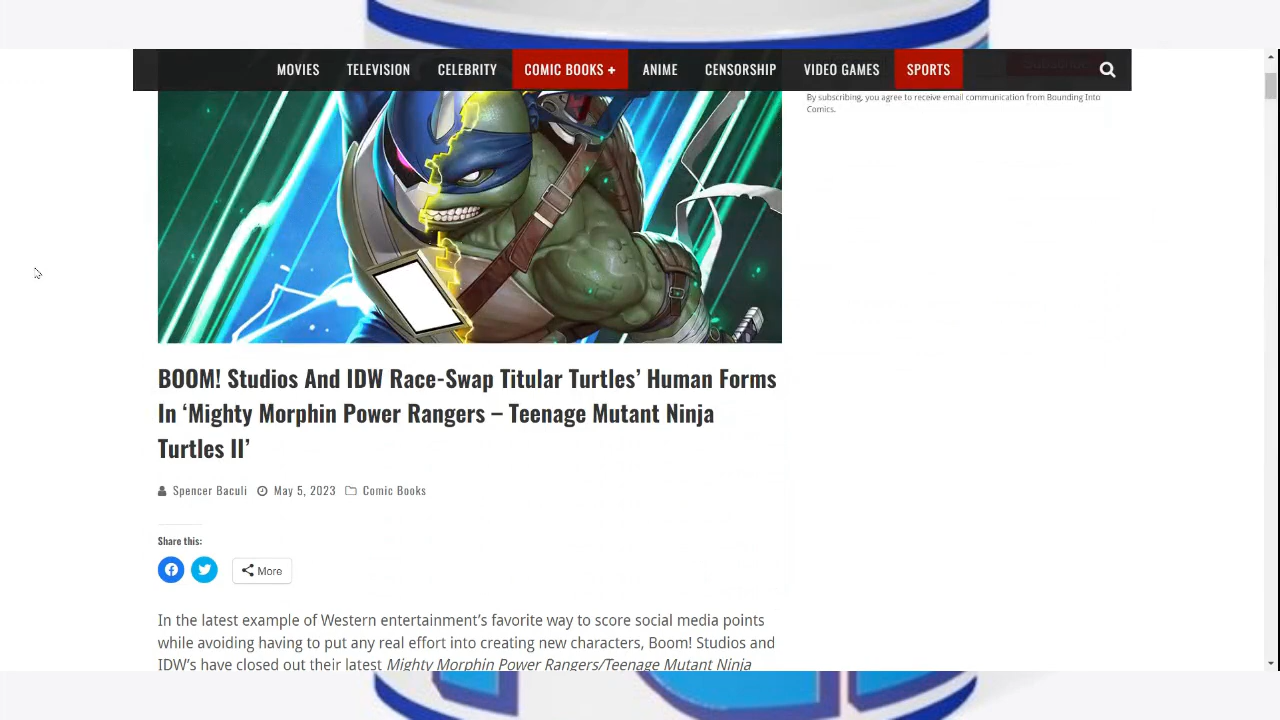 MOVIES TELEVISION CELEBRITY COMIC BOOKS + ANIME CENSORSHIP VIDEO GAMES SPORTS
By subscribing, you agree to receive email communication from Bounding Into
Comics.
BOOM! Studios And IDW Race-Swap Titular Turtles’ Human Forms
In ‘Mighty Morphin Power Rangers – Teenage Mutant Ninja
Turtles II’
Spencer Baculi May 5, 2023 Comic Books
Share this:
More
In the latest example of Western entertainment’s favorite way to score social media points
while avoiding having to put any real effort into creating new characters, Boom! Studios and
IDW’s have closed out their latest Mighty Morphin Power Rangers/Teenage Mutant Ninja